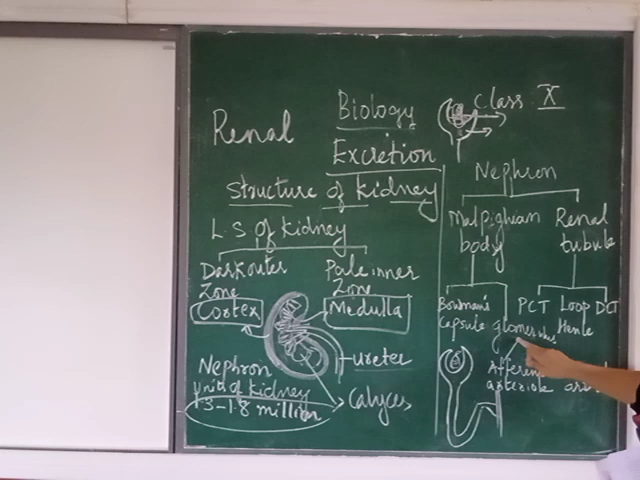 Biology
Class X
Renal
Excretion
Structure of kidney
L.S of kidney
Dark outer
Zone
Cortex
Pale inner
Zone
Medulla
ureter
Calyces
Nephron
Unit of kidney
1.3-1.8 million
Nephron
Malpighian
body
Renal
tubule
Bowman's
Capsule
glomerulus
PCT
Loop
Henle
DCT
Afferent
arteriole